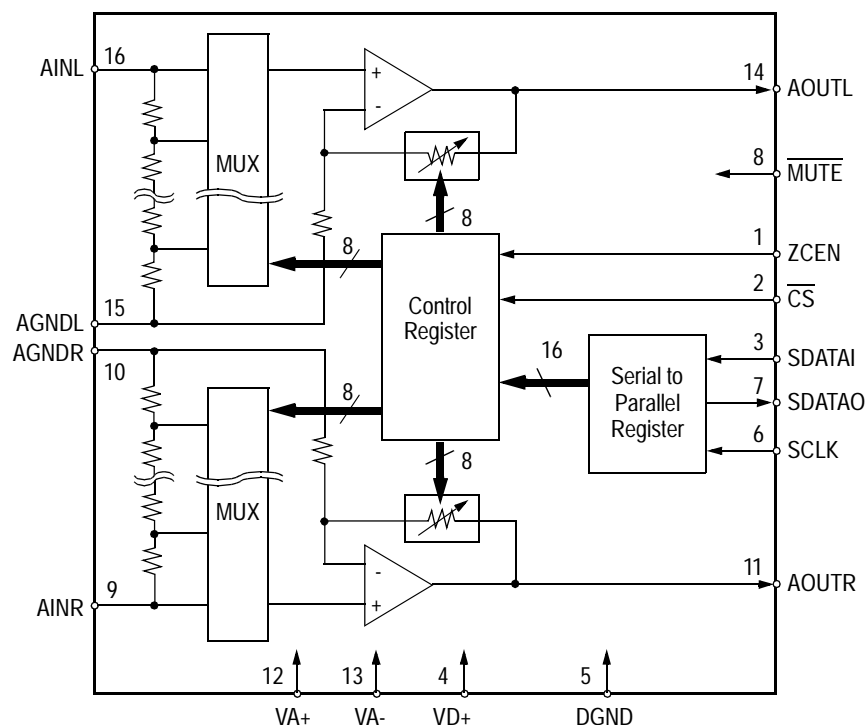 AINL 16
MUX
+
-
14 AOUTL
8 MUTE
8
8
1 ZCEN
2 CS
Control
Register
AGNDL 15
AGNDR 10
16
Serial to
Parallel
Register
3 SDATAI
7 SDATAO
6 SCLK
8
8
MUX
-
+
11 AOUTR
AINR 9
12 13 4 5
VA+ VA- VD+ DGND